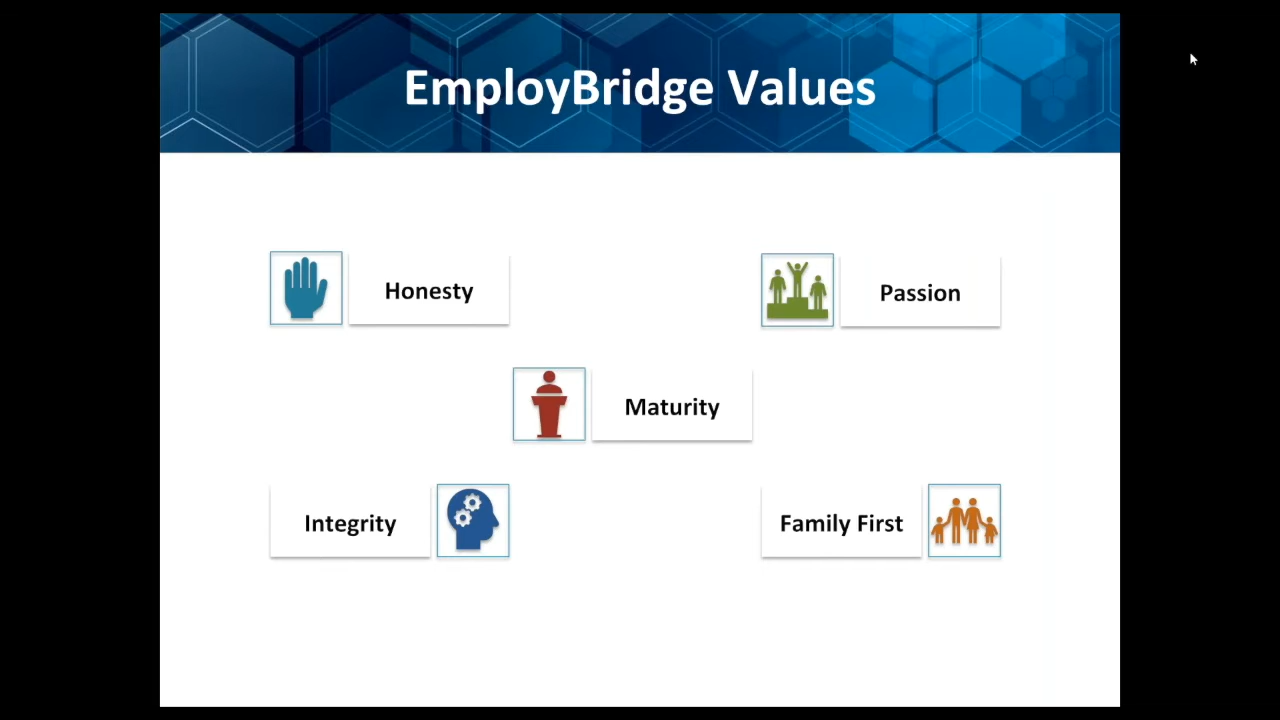 EmployBridge Values
Honesty
Passion
Maturity
Integrity
Family First